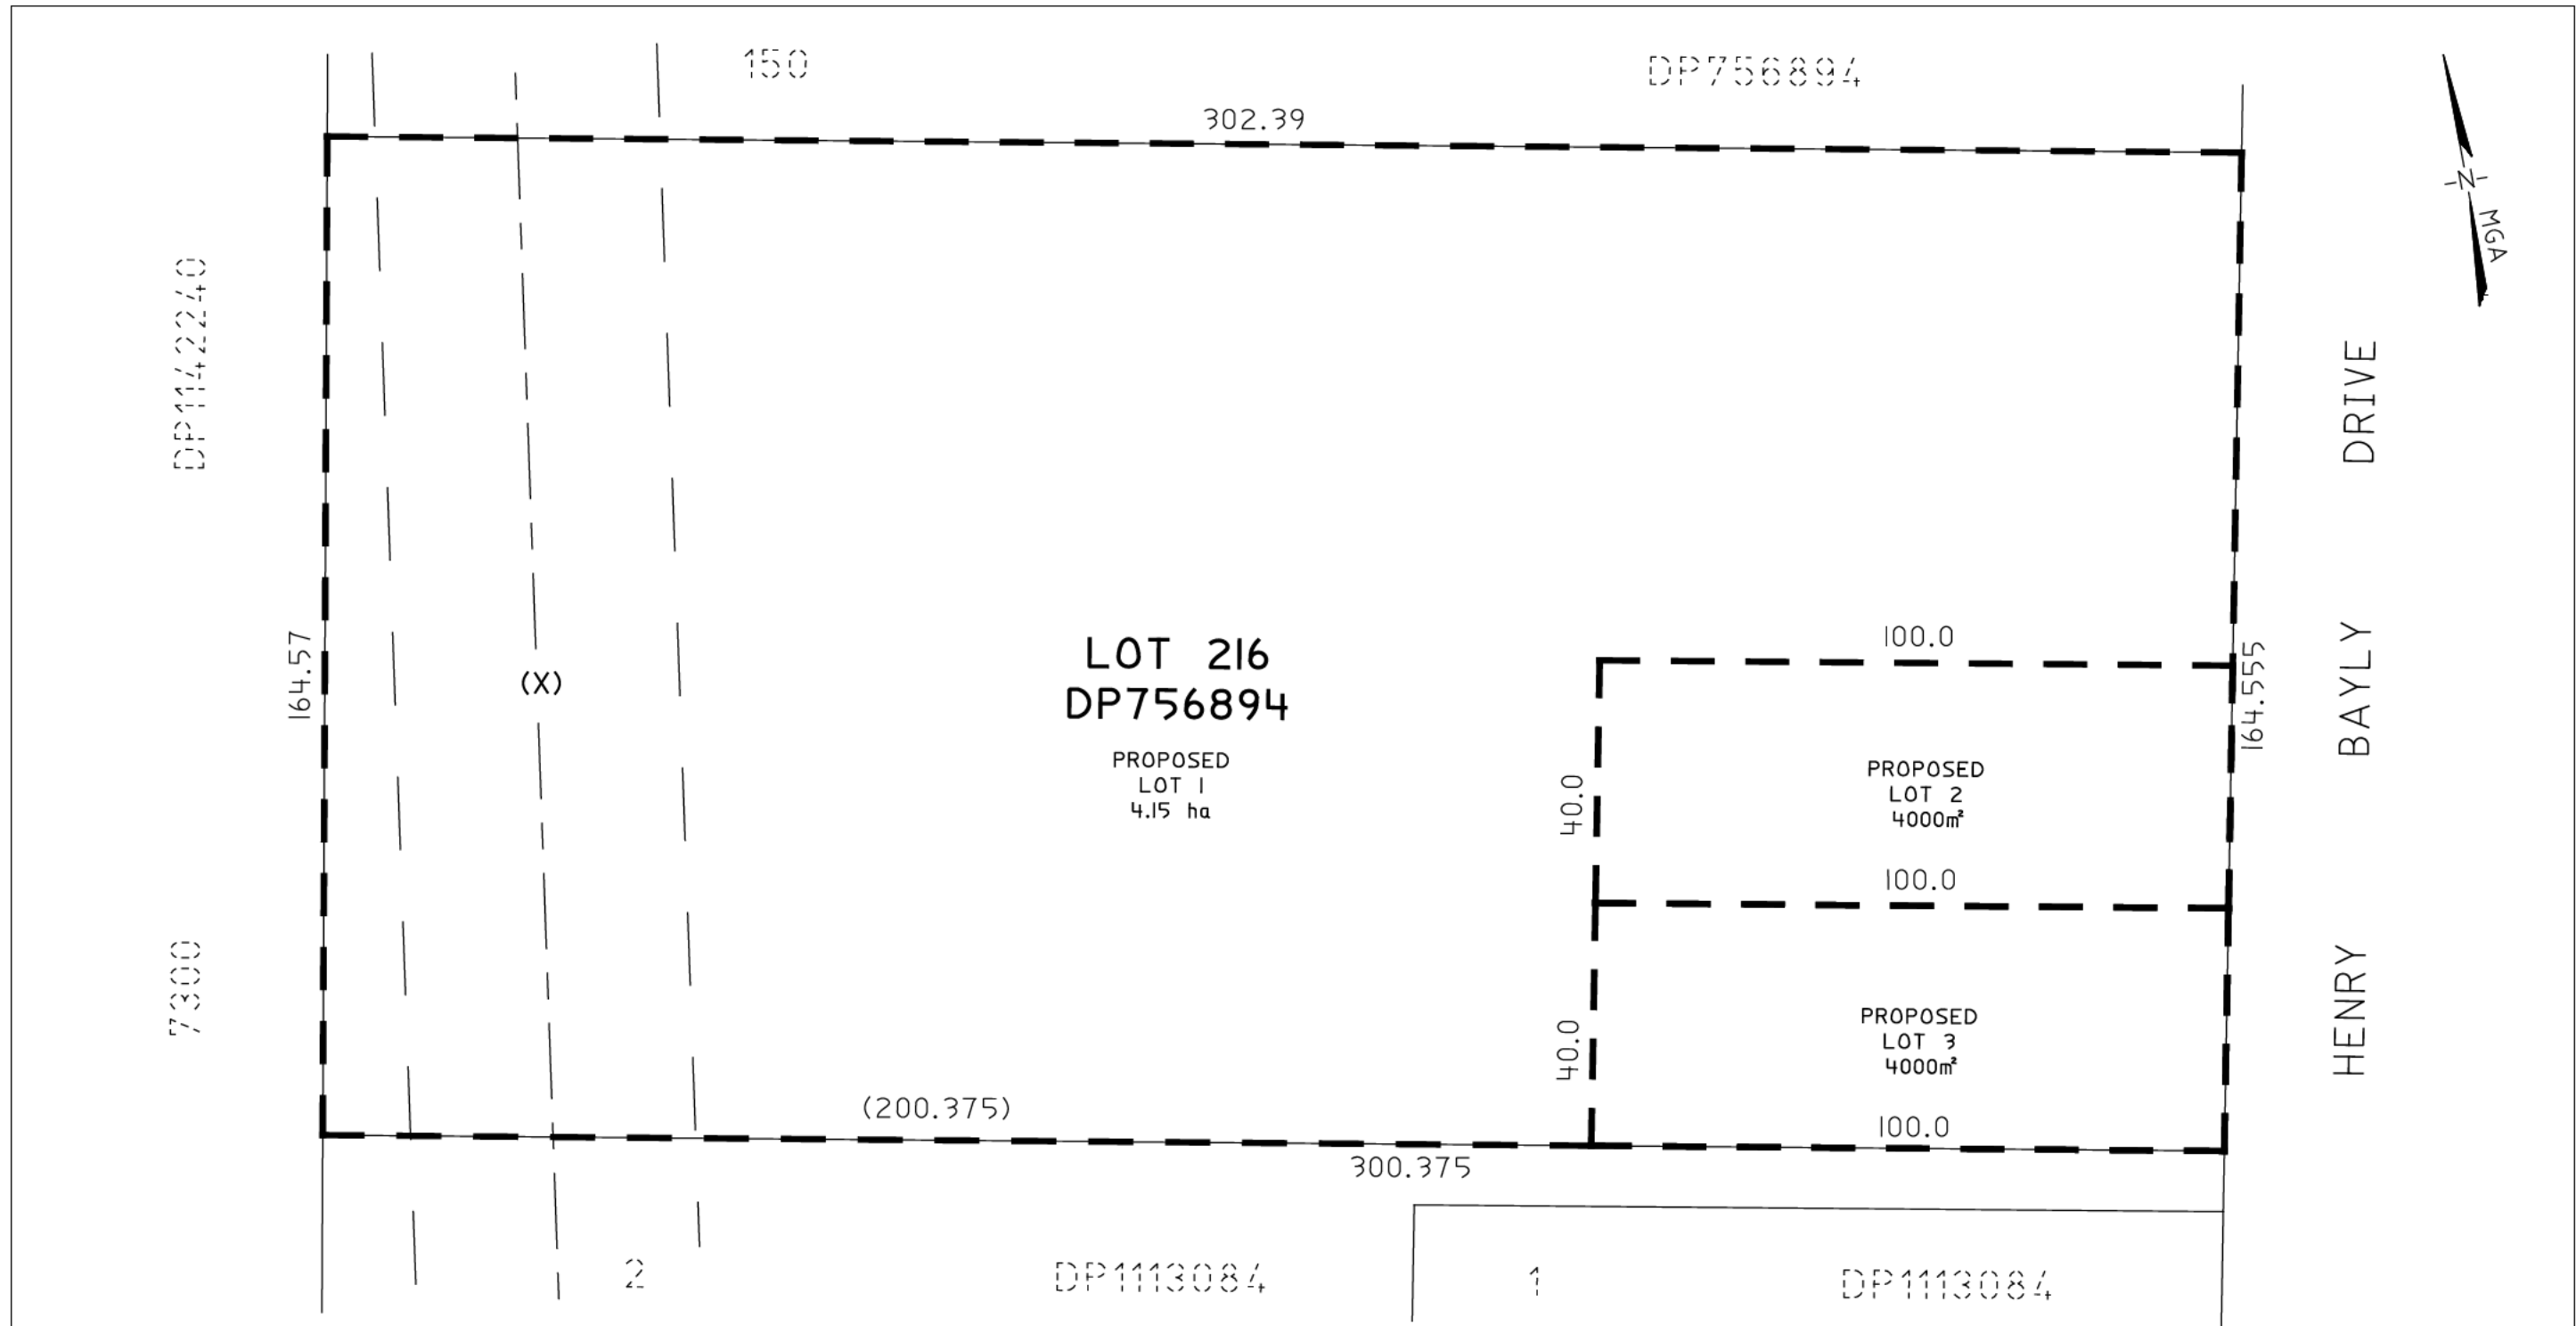 150
DP756894
302.39
N
MGA
DP1142240
7300
164.57
(X)
LOT 216
DP756894
PROPOSED
LOT 1
4.15 ha
100.0
40.0
PROPOSED
LOT 2
4000m²
164.555
100.0
40.0
PROPOSED
LOT 3
4000m²
100.0
(200.375)
300.375
HENRY BAYLY DRIVE
2
DP1113084
1
DP1113084